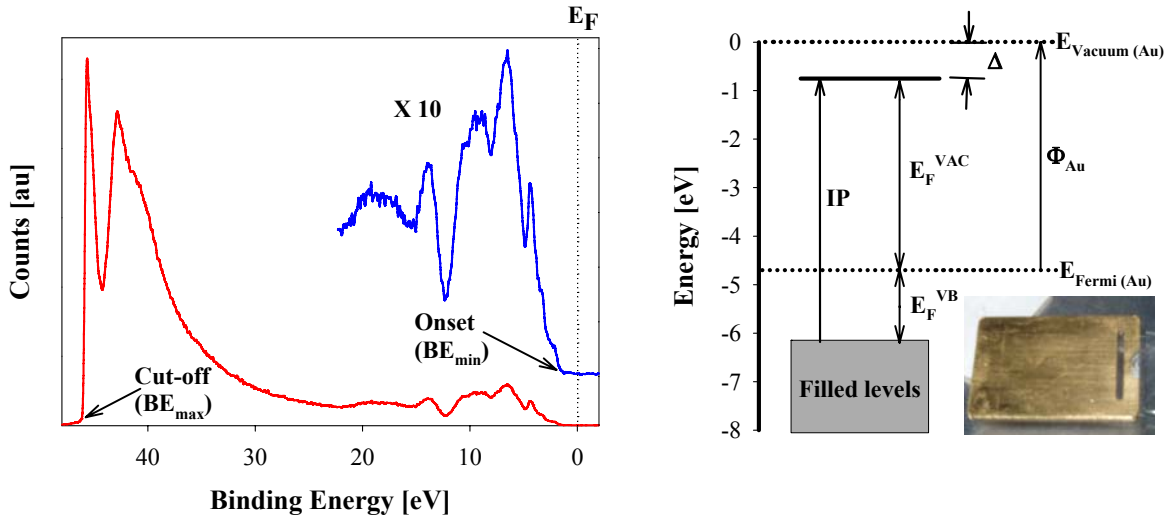 E_F
X 10
Onset
(BE_min)
Cut-off
(BE_max)
Counts [au]
40
30
20
10
0
Binding Energy [eV]
0
-1
-2
-3
-4
-5
-6
-7
-8
Energy [eV]
E_Vacuum (Au)
Δ
Φ_Au
E_F^VAC
IP
E_Fermi (Au)
E_F^VB
Filled levels